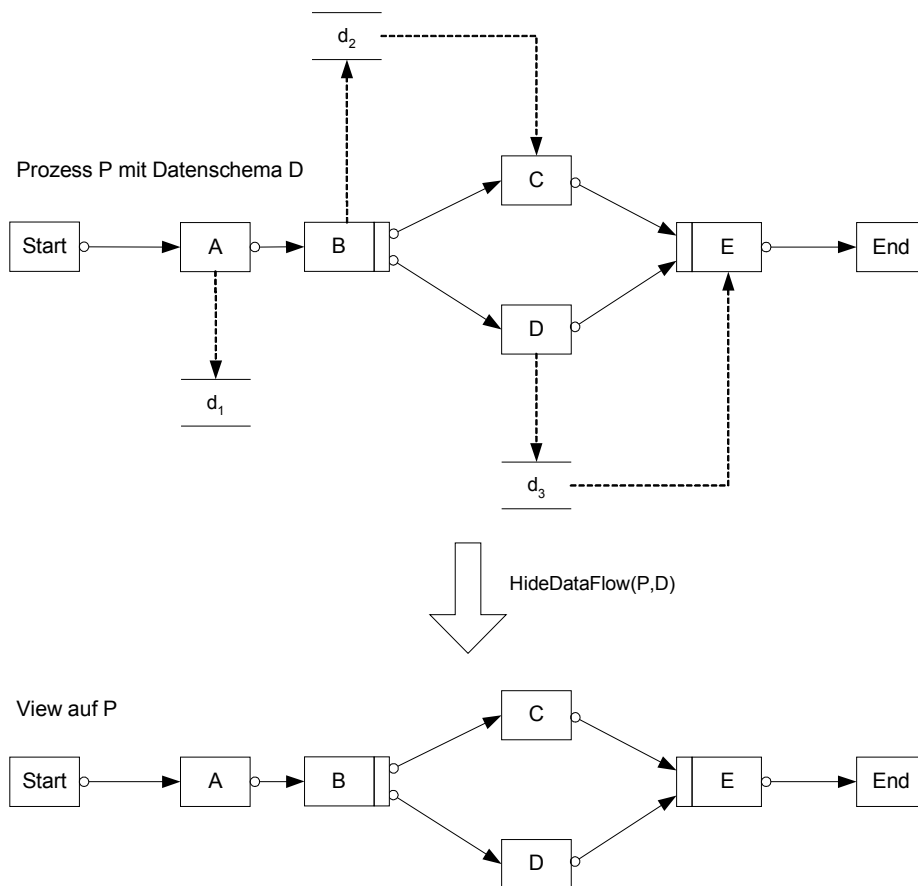 d₂
Prozess P mit Datenschema D
C
Start
A
B
E
End
D
d₁
d₃
HideDataFlow(P,D)
View auf P
C
Start
A
B
E
End
D